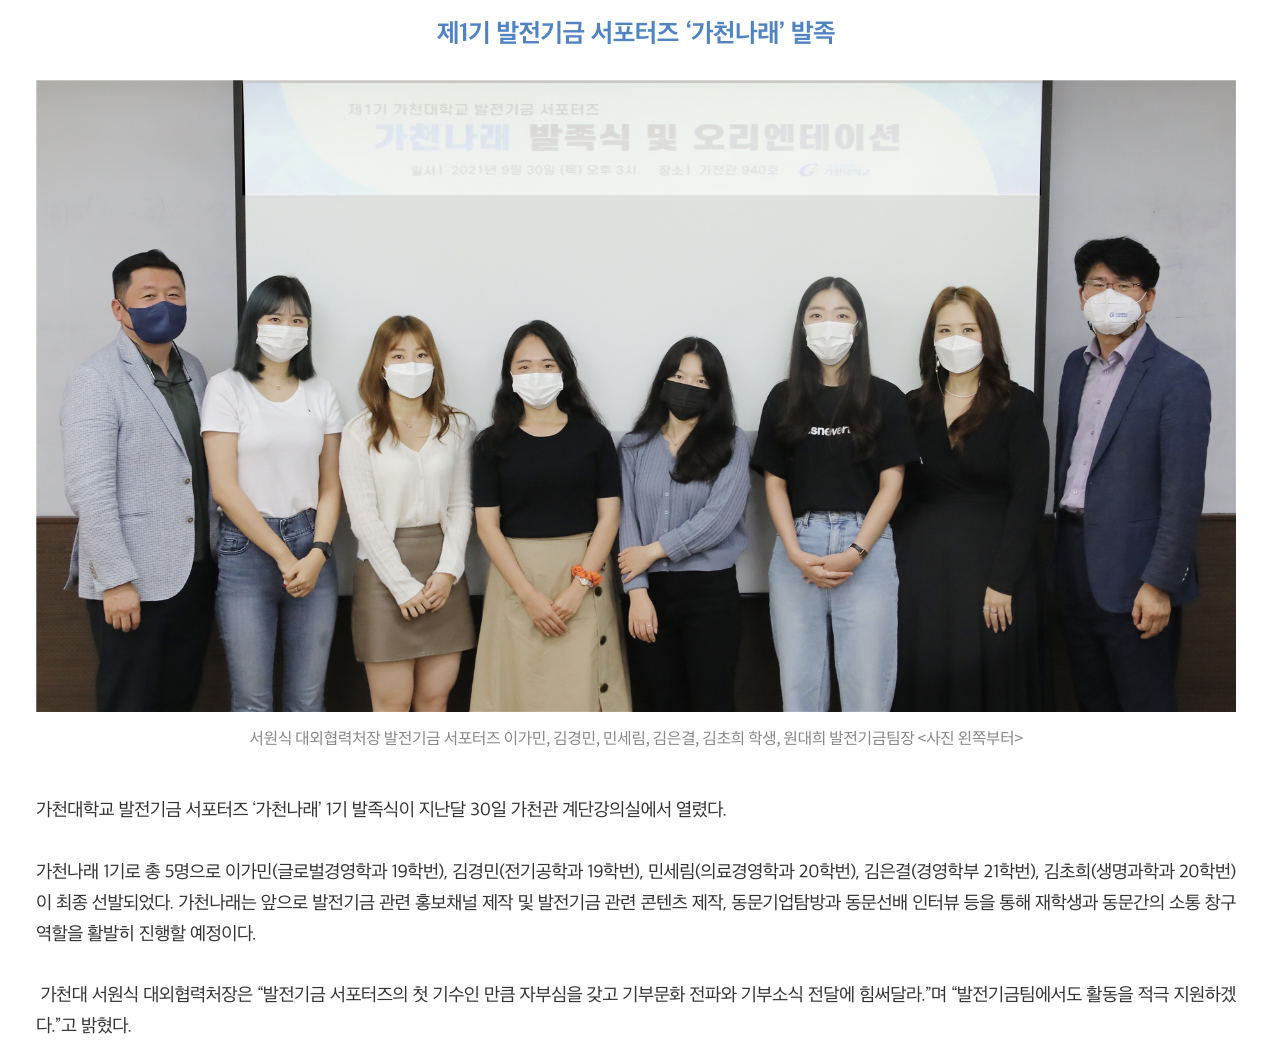 제1기 발전기금 서포터즈 ‘가천나래’ 발족
제1기 가천대학교 발전기금 서포터즈
가천나래 발족식 및 오리엔테이션
일시 | 2021년 9월 30일 (목) 오후 3시 장소 | 가천관 940호 가천대학교
.snevern
서원식 대외협력처장 발전기금 서포터즈 이가민, 김경민, 민세림, 김은결, 김초희 학생, 원대희 발전기금팀장 <사진 왼쪽부터>
가천대학교 발전기금 서포터즈 ‘가천나래’ 1기 발족식이 지난달 30일 가천관 계단강의실에서 열렸다.
가천나래 1기로 총 5명으로 이가민(글로벌경영학과 19학번), 김경민(전기공학과 19학번), 민세림(의료경영학과 20학번), 김은결(경영학부 21학번), 김초희(생명과학과 20학번)
이 최종 선발되었다. 가천나래는 앞으로 발전기금 관련 홍보채널 제작 및 발전기금 관련 콘텐츠 제작, 동문기업탐방과 동문선배 인터뷰 등을 통해 재학생과 동문간의 소통 창구
역할을 활발히 진행할 예정이다.
가천대 서원식 대외협력처장은 “발전기금 서포터즈의 첫 기수인 만큼 자부심을 갖고 기부문화 전파와 기부소식 전달에 힘써달라.”며 “발전기금팀에서도 활동을 적극 지원하겠
다.”고 밝혔다.